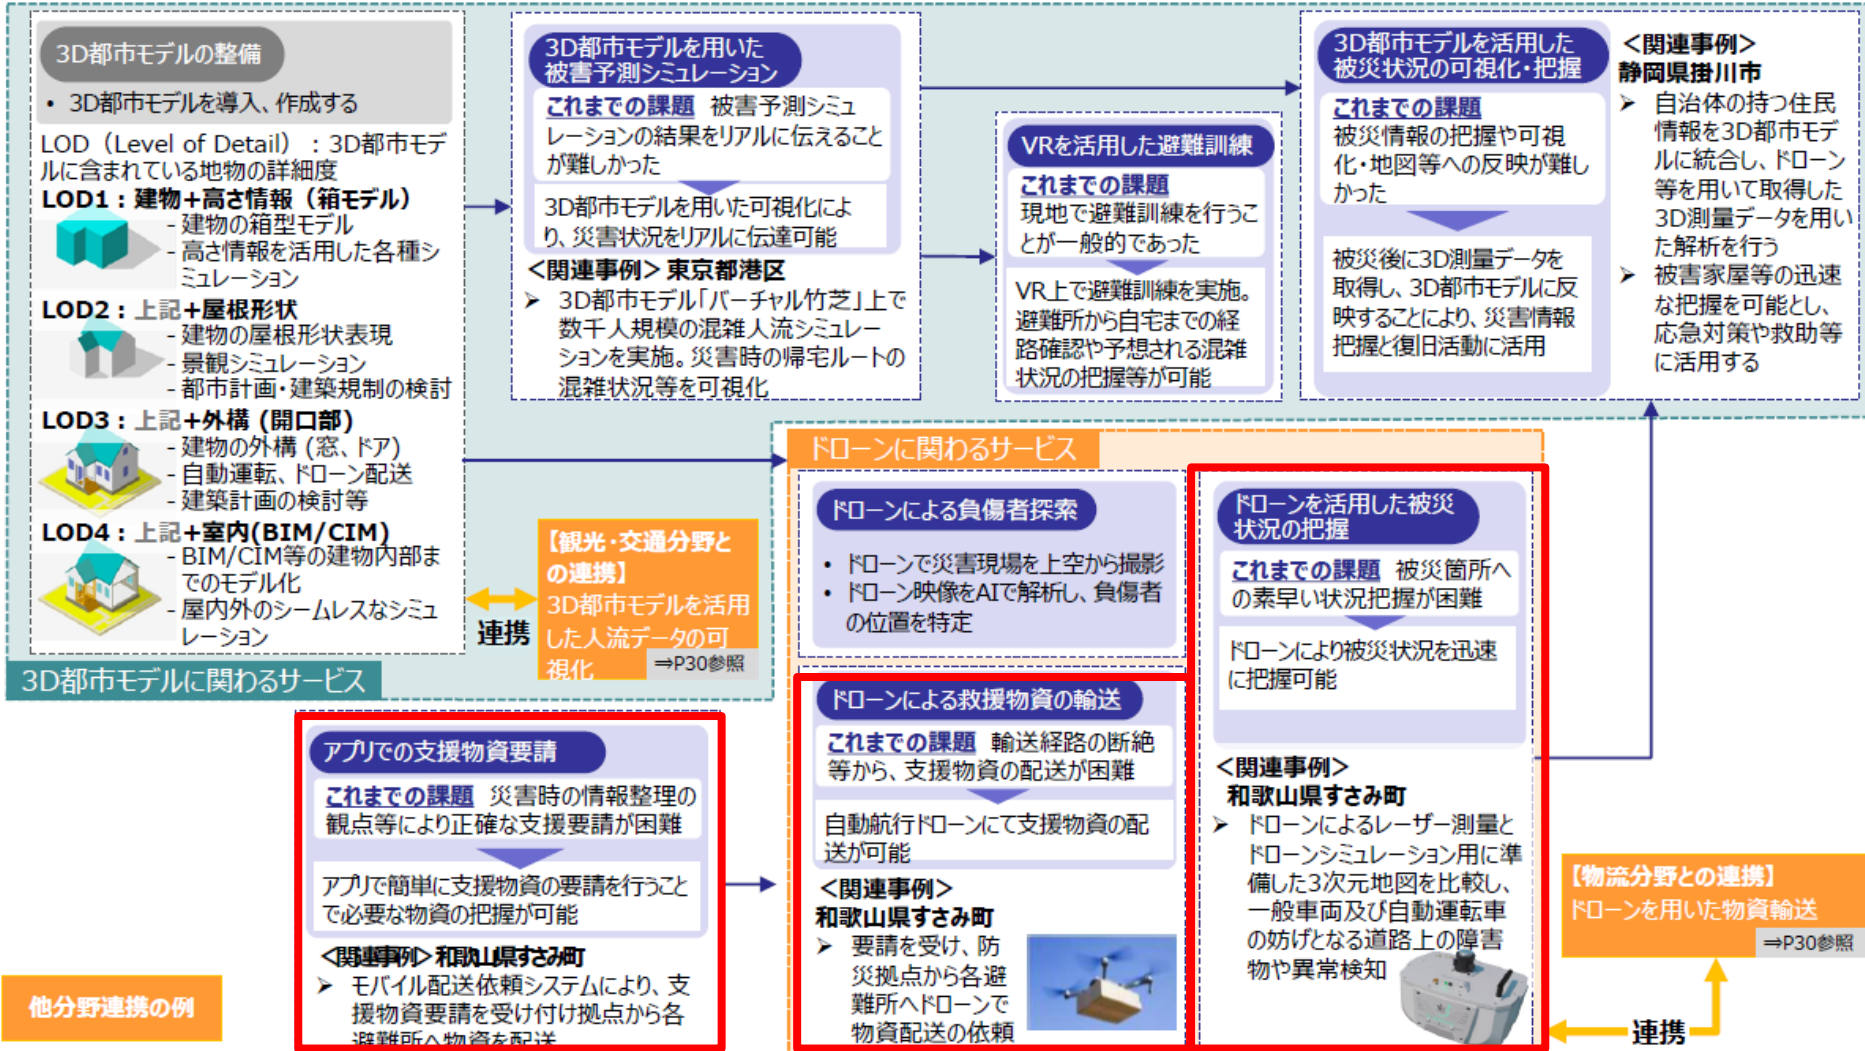 3D都市モデルの整備
• 3D都市モデルを導入、作成する
LOD（Level of Detail）：3D都市モデ
ルに含まれている地物の詳細度
LOD1：建物+高さ情報（箱モデル）
- 建物の箱型モデル
- 高さ情報を活用した各種シ
ミュレーション
LOD2：上記+屋根形状
- 建物の屋根形状表現
- 景観シミュレーション
- 都市計画・建築規制の検討
LOD3：上記+外構 (開口部)
- 建物の外構 (窓、ドア)
- 自動運転、ドローン配送
- 建築計画の検討等
LOD4：上記+室内(BIM/CIM)
- BIM/CIM等の建物内部ま
でのモデル化
- 屋内外のシームレスなシミュ
レーション
3D都市モデルに関わるサービス
3D都市モデルを用いた
被害予測シミュレーション
これまでの課題 被害予測シミュ
レーションの結果をリアルに伝えること
が難しかった
3D都市モデルを用いた可視化によ
り、災害状況をリアルに伝達可能
＜関連事例＞東京都港区
➢ 3D都市モデル「バーチャル竹芝」上で
数千人規模の混雑人流シミュレー
ションを実施。災害時の帰宅ルートの
混雑状況等を可視化
VRを活用した避難訓練
これまでの課題
現地で避難訓練を行うこ
とが一般的であった
VR上で避難訓練を実施。
避難所から自宅までの経
路確認や予想される混雑
状況の把握等が可能
3D都市モデルを活用した
被災状況の可視化・把握
これまでの課題
被災情報の把握や可視
化・地図等への反映が難し
かった
被災後に3D測量データを
取得し、3D都市モデルに反
映することにより、災害情報
把握と復旧活動に活用
＜関連事例＞
静岡県掛川市
➢ 自治体の持つ住民
情報を3D都市モデ
ルに統合し、ドローン
等を用いて取得した
3D測量データを用い
た解析を行う
➢ 被害家屋等の迅速
な把握を可能とし、
応急対策や救助等
に活用する
連携
【観光・交通分野と
の連携】
3D都市モデルを活用
した人流データの可
視化
⇒P30参照
ドローンに関わるサービス
ドローンによる負傷者探索
• ドローンで災害現場を上空から撮影
• ドローン映像をAIで解析し、負傷者
の位置を特定
ドローンによる救援物資の輸送
これまでの課題 輸送経路の断絶
等から、支援物資の配送が困難
自動航行ドローンにて支援物資の配
送が可能
＜関連事例＞
和歌山県すさみ町
➢ 要請を受け、防
災拠点から各避
難所へドローンで
物資配送の依頼
ドローンを活用した被災
状況の把握
これまでの課題 被災箇所へ
の素早い状況把握が困難
ドローンにより被災状況を迅速
に把握可能
＜関連事例＞
和歌山県すさみ町
➢ ドローンによるレーザー測量と
ドローンシミュレーション用に準
備した3次元地図を比較し、
一般車両及び自動運転車
の妨げとなる道路上の障害
物や異常検知
アプリでの支援物資要請
これまでの課題 災害時の情報整理の
観点等により正確な支援要請が困難
アプリで簡単に支援物資の要請を行うこと
で必要な物資の把握が可能
＜関連事例＞和歌山県すさみ町
➢ モバイル配送依頼システムにより、支
援物資要請を受け付け拠点から各
避難所へ物資を配送
【物流分野との連携】
ドローンを用いた物資輸送
⇒P30参照
連携
他分野連携の例